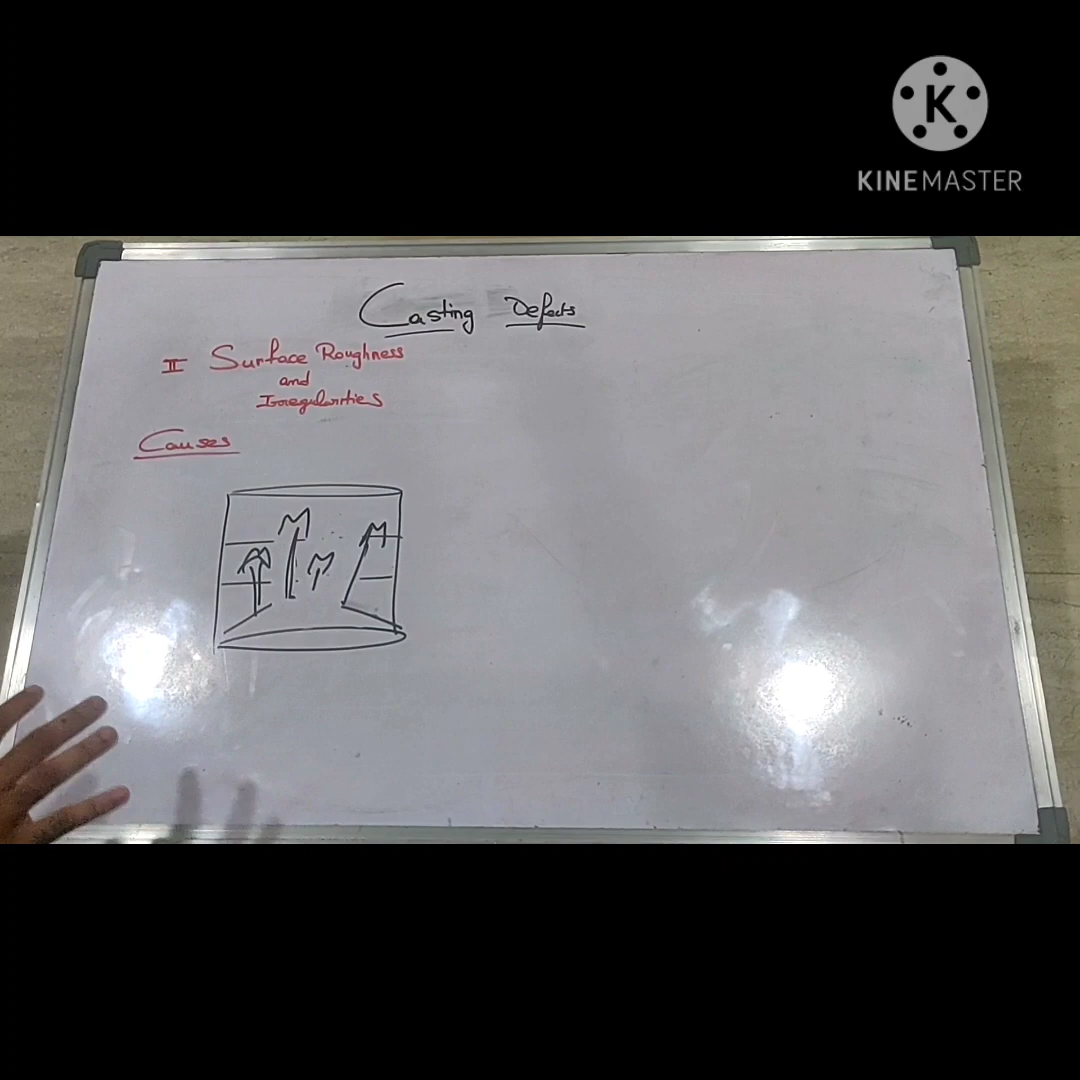 K
KINEMASTER
Casting Defects
II Surface Roughness
and
Irregularities
Causes